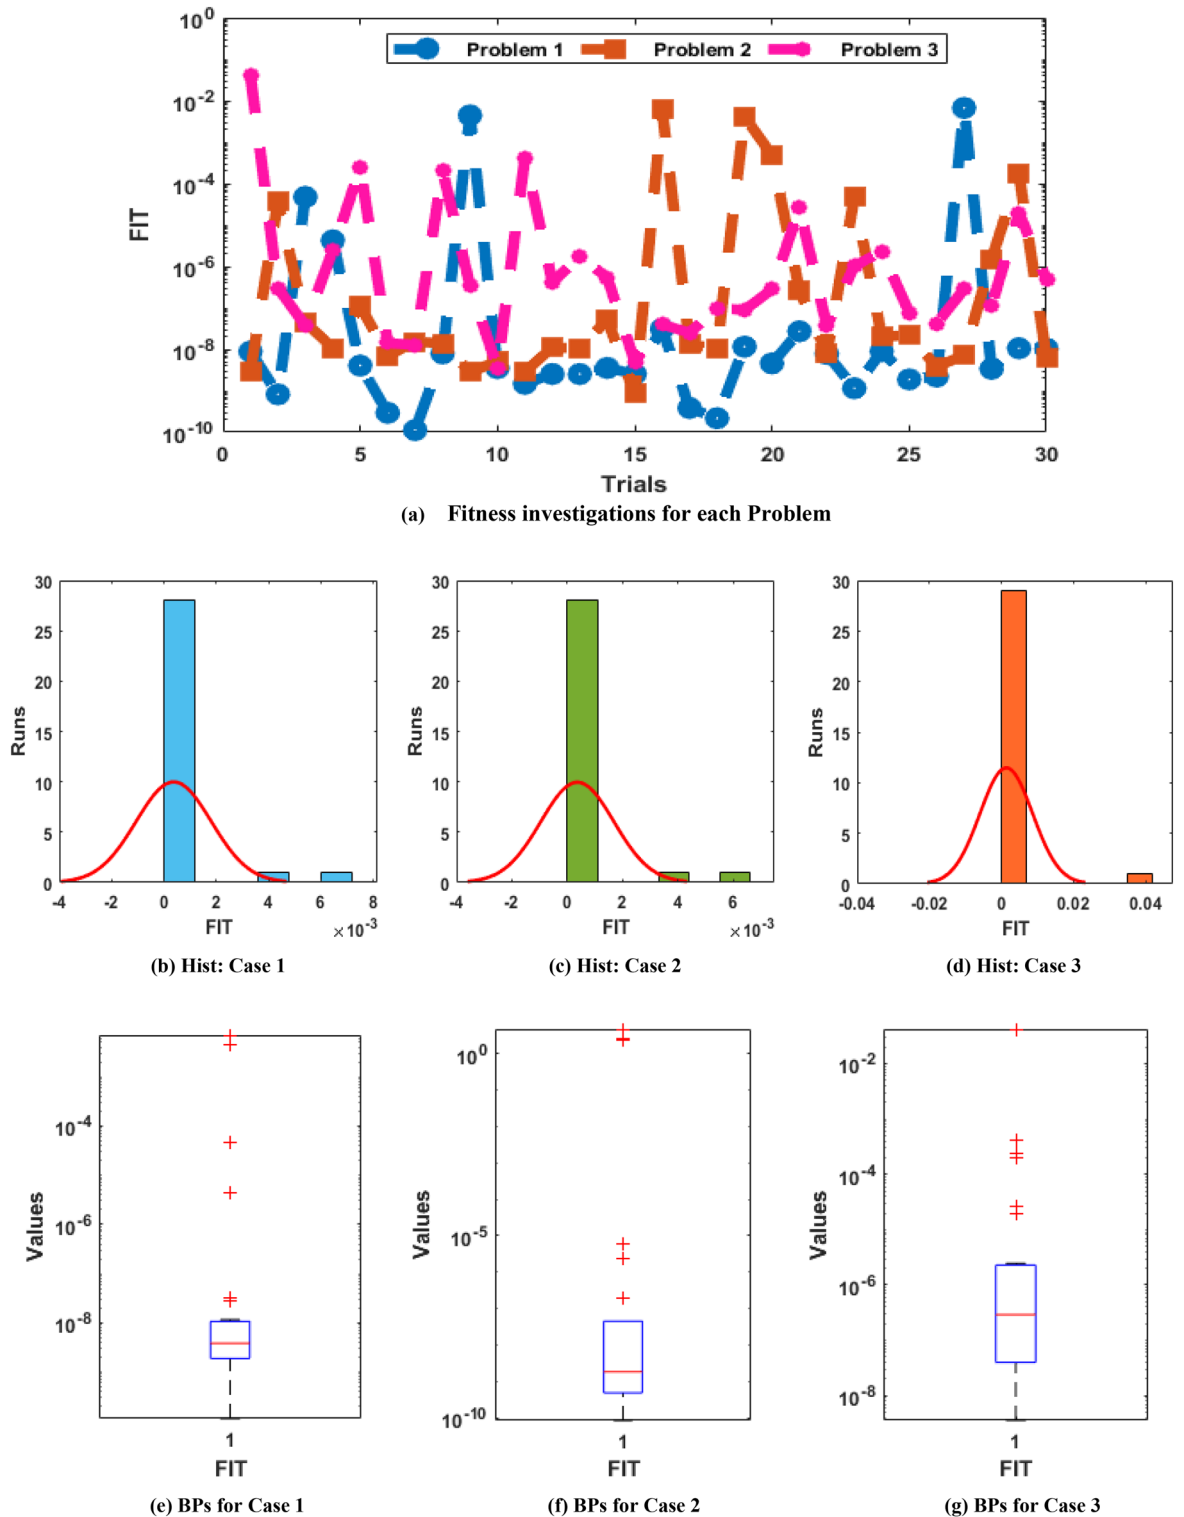 10^0
Problem 1 Problem 2 Problem 3
10^-2
10^-4
FIT
10^-6
10^-8
10^-10
0 5 10 15 20 25 30
Trials
(a) Fitness investigations for each Problem
30
25
20
15
10
5
0
Runs
-4 -2 0 2 4 6 8
FIT
×10^-3
(b) Hist: Case 1
30
25
20
15
10
5
0
Runs
-4 -2 0 2 4 6
FIT
×10^-3
(c) Hist: Case 2
30
25
20
15
10
5
0
Runs
-0.04 -0.02 0 0.02 0.04
FIT
(d) Hist: Case 3
10^-4
10^-6
10^-8
Values
1
FIT
(e) BPs for Case 1
10^0
10^-5
10^-10
Values
1
FIT
(f) BPs for Case 2
10^-2
10^-4
10^-6
10^-8
Values
1
FIT
(g) BPs for Case 3